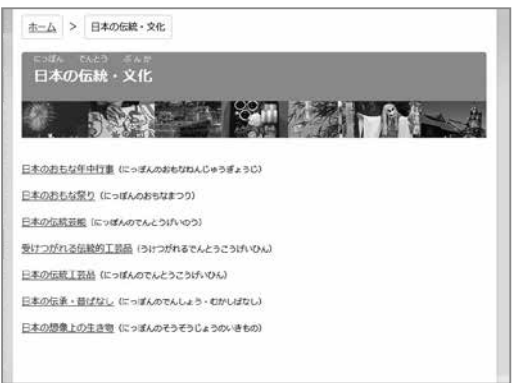 ホーム > 日本の伝統・文化
にっぽん でんとう ぶんか
日本の伝統・文化
日本のおもな年中行事 (にっぽんのおもなねんじゅうぎょうじ)
日本のおもな祭り (にっぽんのおもなまつり)
日本の伝統芸能 (にっぽんのでんとうげいのう)
受けつがれる伝統的工芸品 (うけつがれるでんとうこうげいひん)
日本の伝統工芸品 (にっぽんのでんとうこうげいひん)
日本の伝承・昔ばなし (にっぽんのでんしょう・むかしばなし)
日本の想像上の生き物 (にっぽんのそうぞうじょうのいきもの)